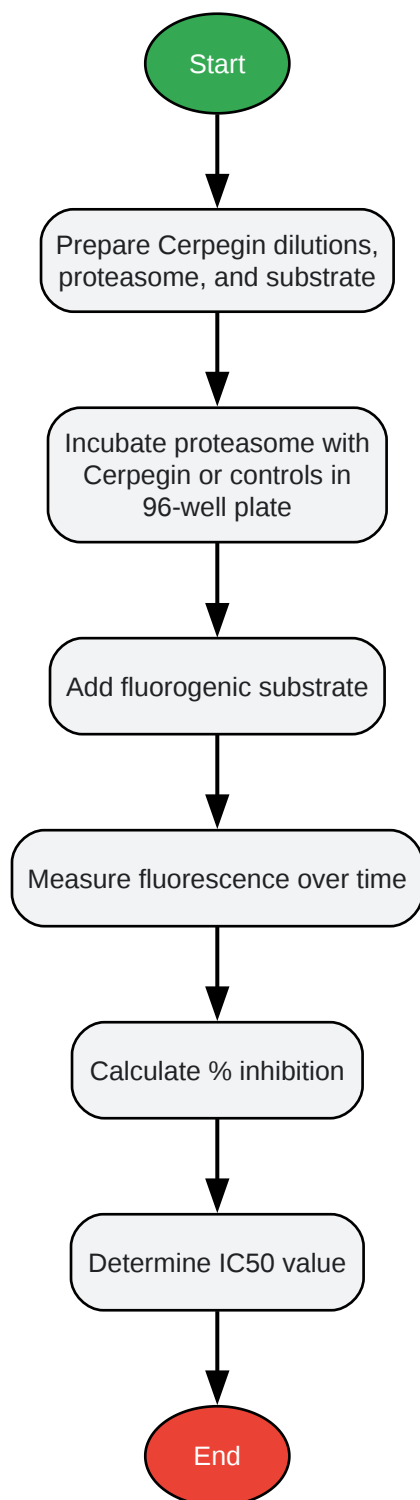 Start
Prepare Cerpegin dilutions,
proteasome, and substrate
Incubate proteasome with
Cerpegin or controls in
96-well plate
Add fluorogenic substrate
Measure fluorescence over time
Calculate % inhibition
Determine IC50 value
End